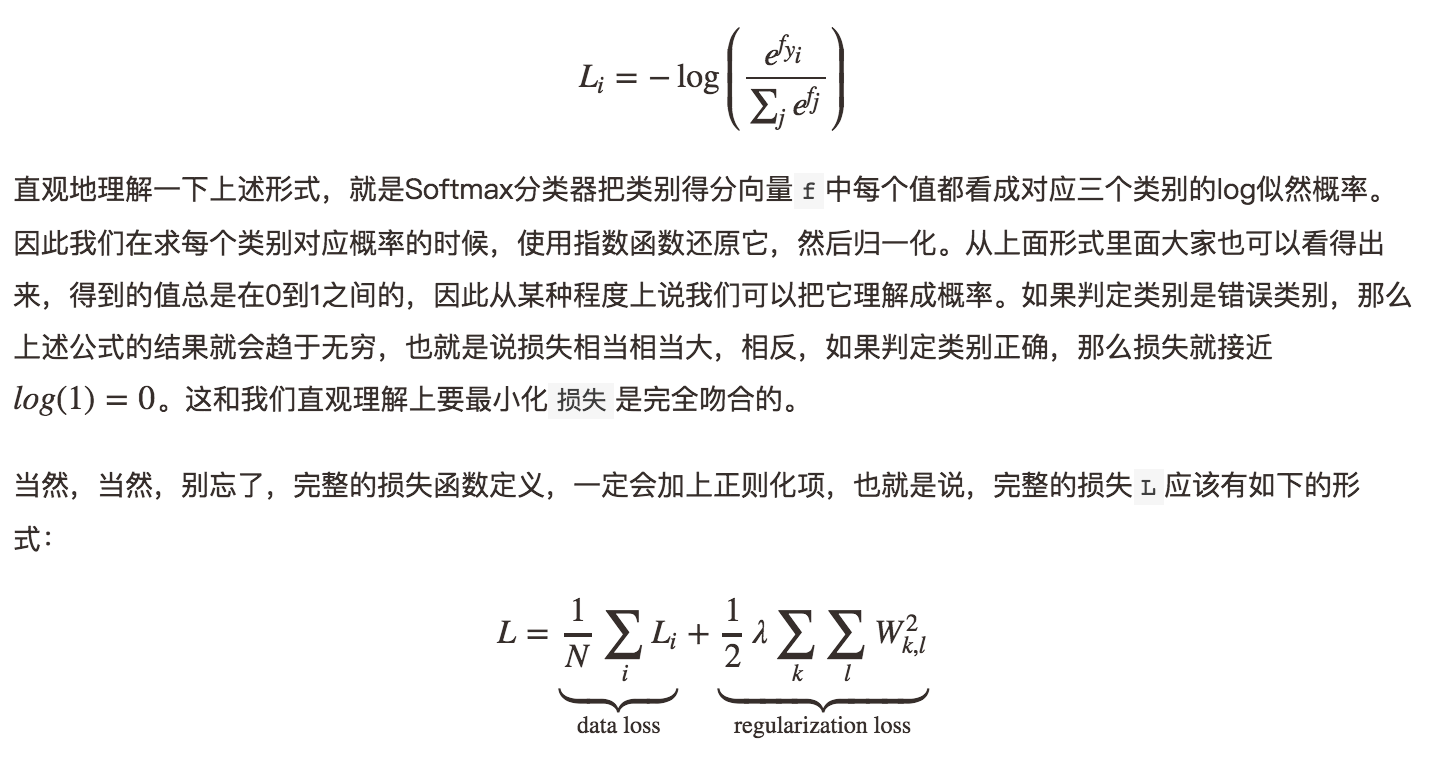 L_i = − log ( e^{f_{y_i}} / ∑_j e^{f_j} )
直观地理解一下上述形式，就是Softmax分类器把类别得分向量 f 中每个值都看成对应三个类别的log似然概率。
因此我们在求每个类别对应概率的时候，使用指数函数还原它，然后归一化。从上面形式里面大家也可以看得出
来，得到的值总是在0到1之间的，因此从某种程度上说我们可以把它理解成概率。如果判定类别是错误类别，那么
上述公式的结果就会趋于无穷，也就是说损失相当相当大，相反，如果判定类别正确，那么损失就接近
log(1) = 0。这和我们直观理解上要最小化 损失 是完全吻合的。
当然，当然，别忘了，完整的损失函数定义，一定会加上正则化项，也就是说，完整的损失 L 应该有如下的形
式：
L = 1/N ∑_i L_i + 1/2 λ ∑_k ∑_l W_{k,l}^2
data loss regularization loss